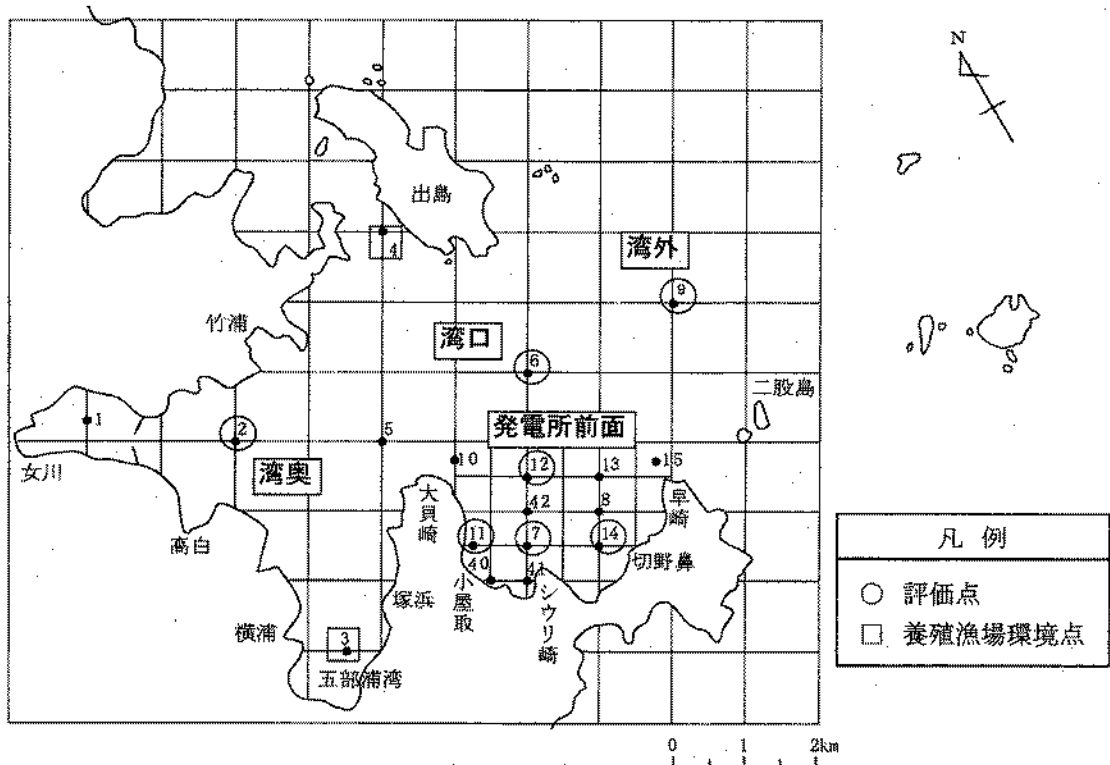 N
出島
4
湾外
9
竹浦
湾口
6
二股島
1
2
5
発電所前面
女川
湾奥
10
12
13
15
大貝崎
42
8
早崎
高白
11
7
14
切野鼻
40
41
塚浜
小屋取
シウリ崎
横浦
3
五部浦湾
凡例
○ 評価点
□ 養殖漁場環境点
0 1 2km